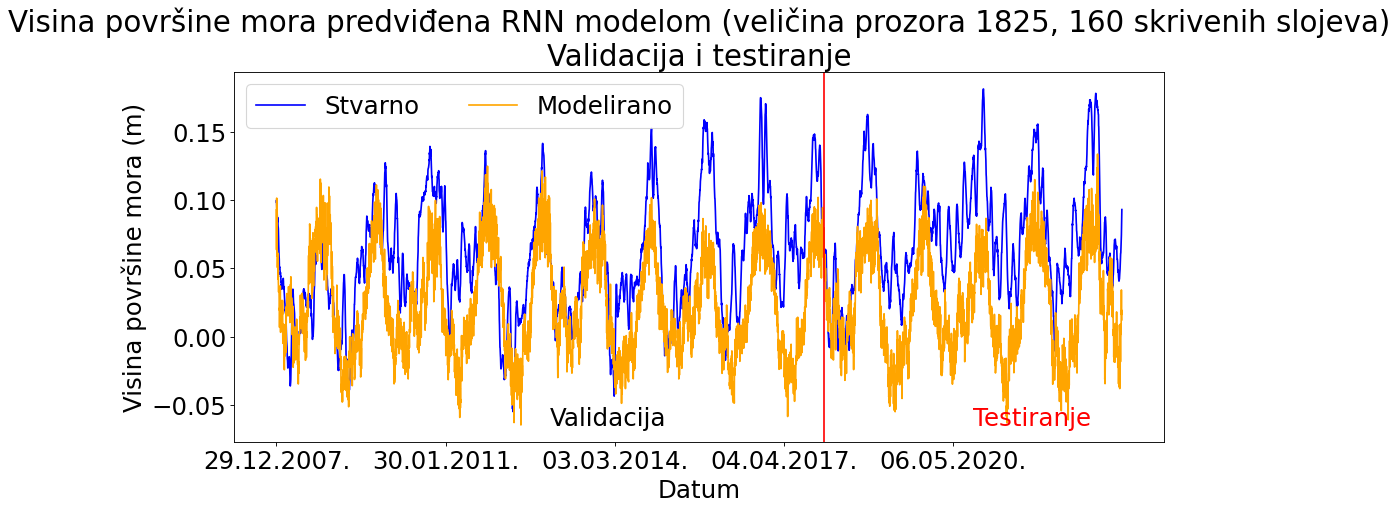 Visina površine mora predviđena RNN modelom (veličina prozora 1825, 160 skrivenih slojeva)
Validacija i testiranje
Stvarno
Modelirano
Visina površine mora (m)
0.15
0.10
0.05
0.00
−0.05
Validacija
Testiranje
29.12.2007.
30.01.2011.
03.03.2014.
04.04.2017.
06.05.2020.
Datum